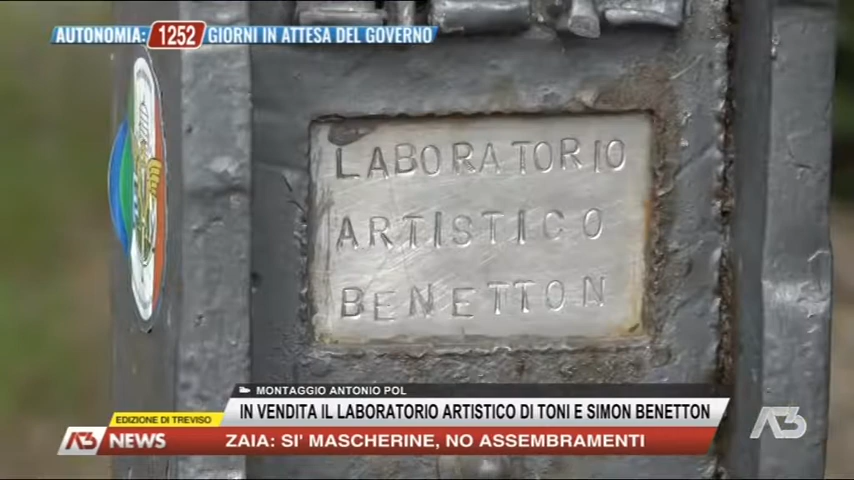 AUTONOMIA: 1252 GIORNI IN ATTESA DEL GOVERNO
LABORATORIO
ARTISTICO
BENETTON
MONTAGGIO ANTONIO POL
EDIZIONE DI TREVISO
IN VENDITA IL LABORATORIO ARTISTICO DI TONI E SIMON BENETTON
A3 NEWS
ZAIA: SI' MASCHERINE, NO ASSEMBRAMENTI
A3